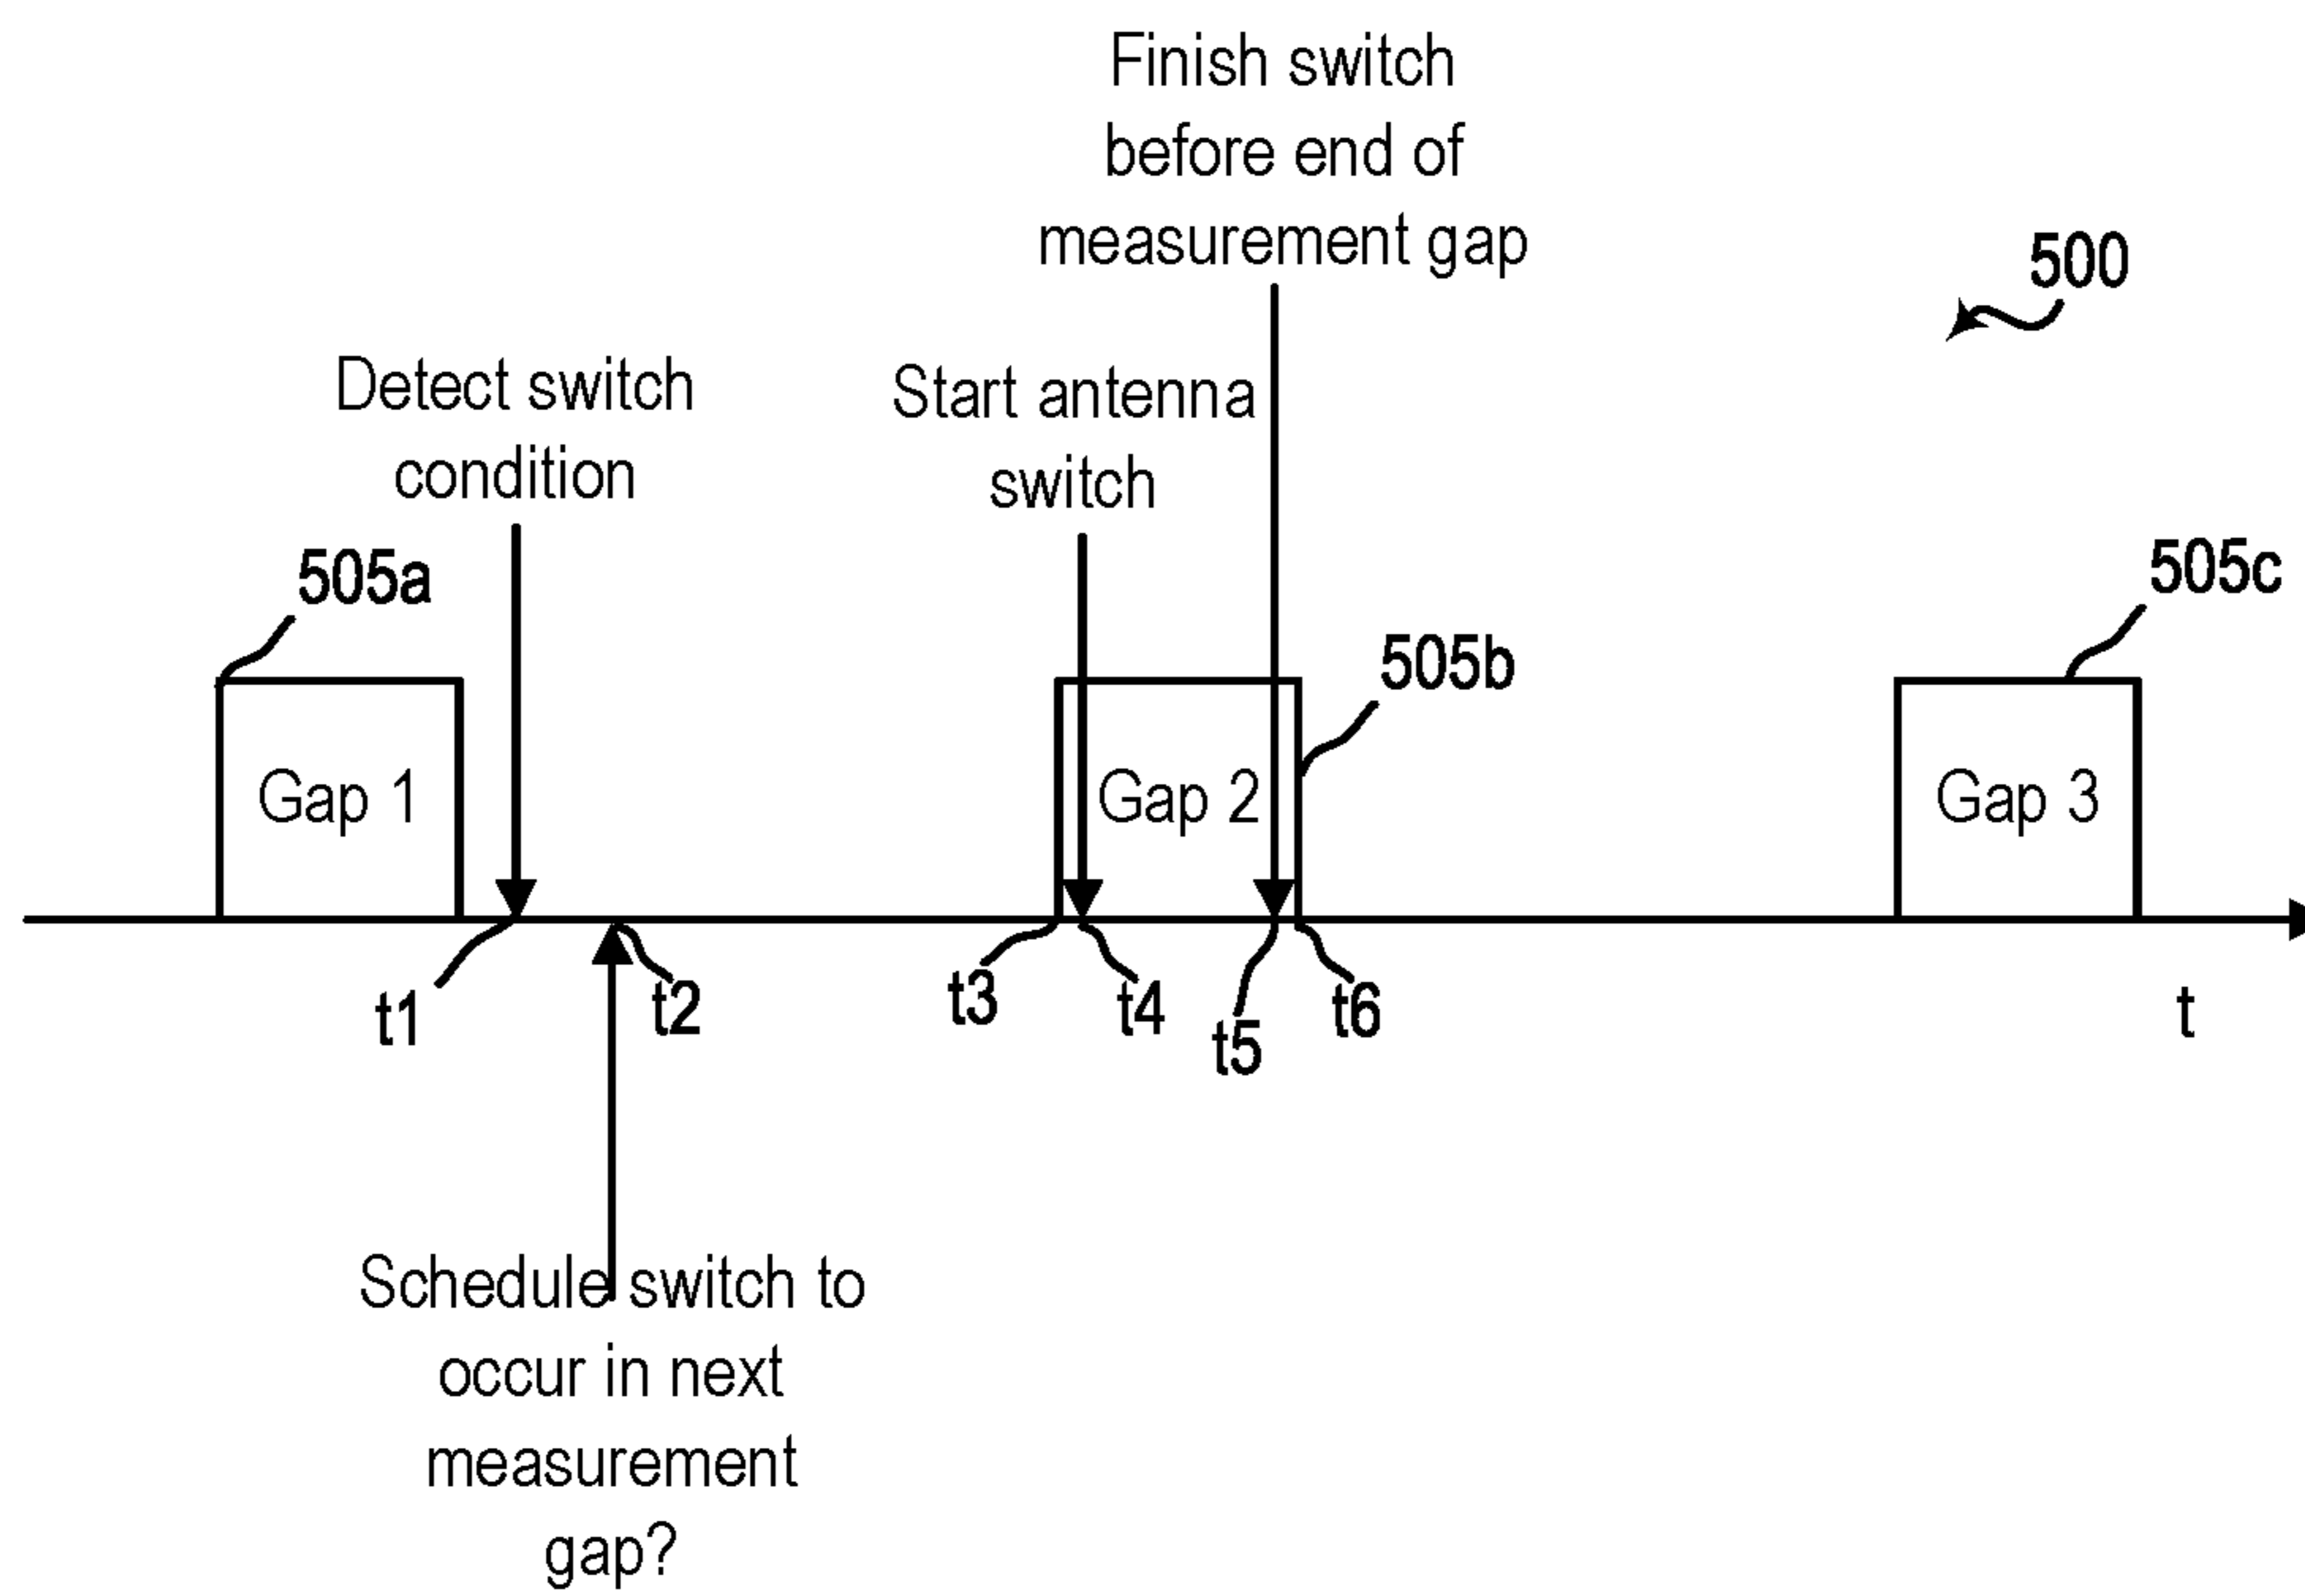 Finish switch
before end of
measurement gap
500
Detect switch
condition
Start antenna
switch
505a
505b
505c
Gap 1
Gap 2
Gap 3
t1
t2
t3
t4
t5
t6
t
Schedule switch to
occur in next
measurement
gap?